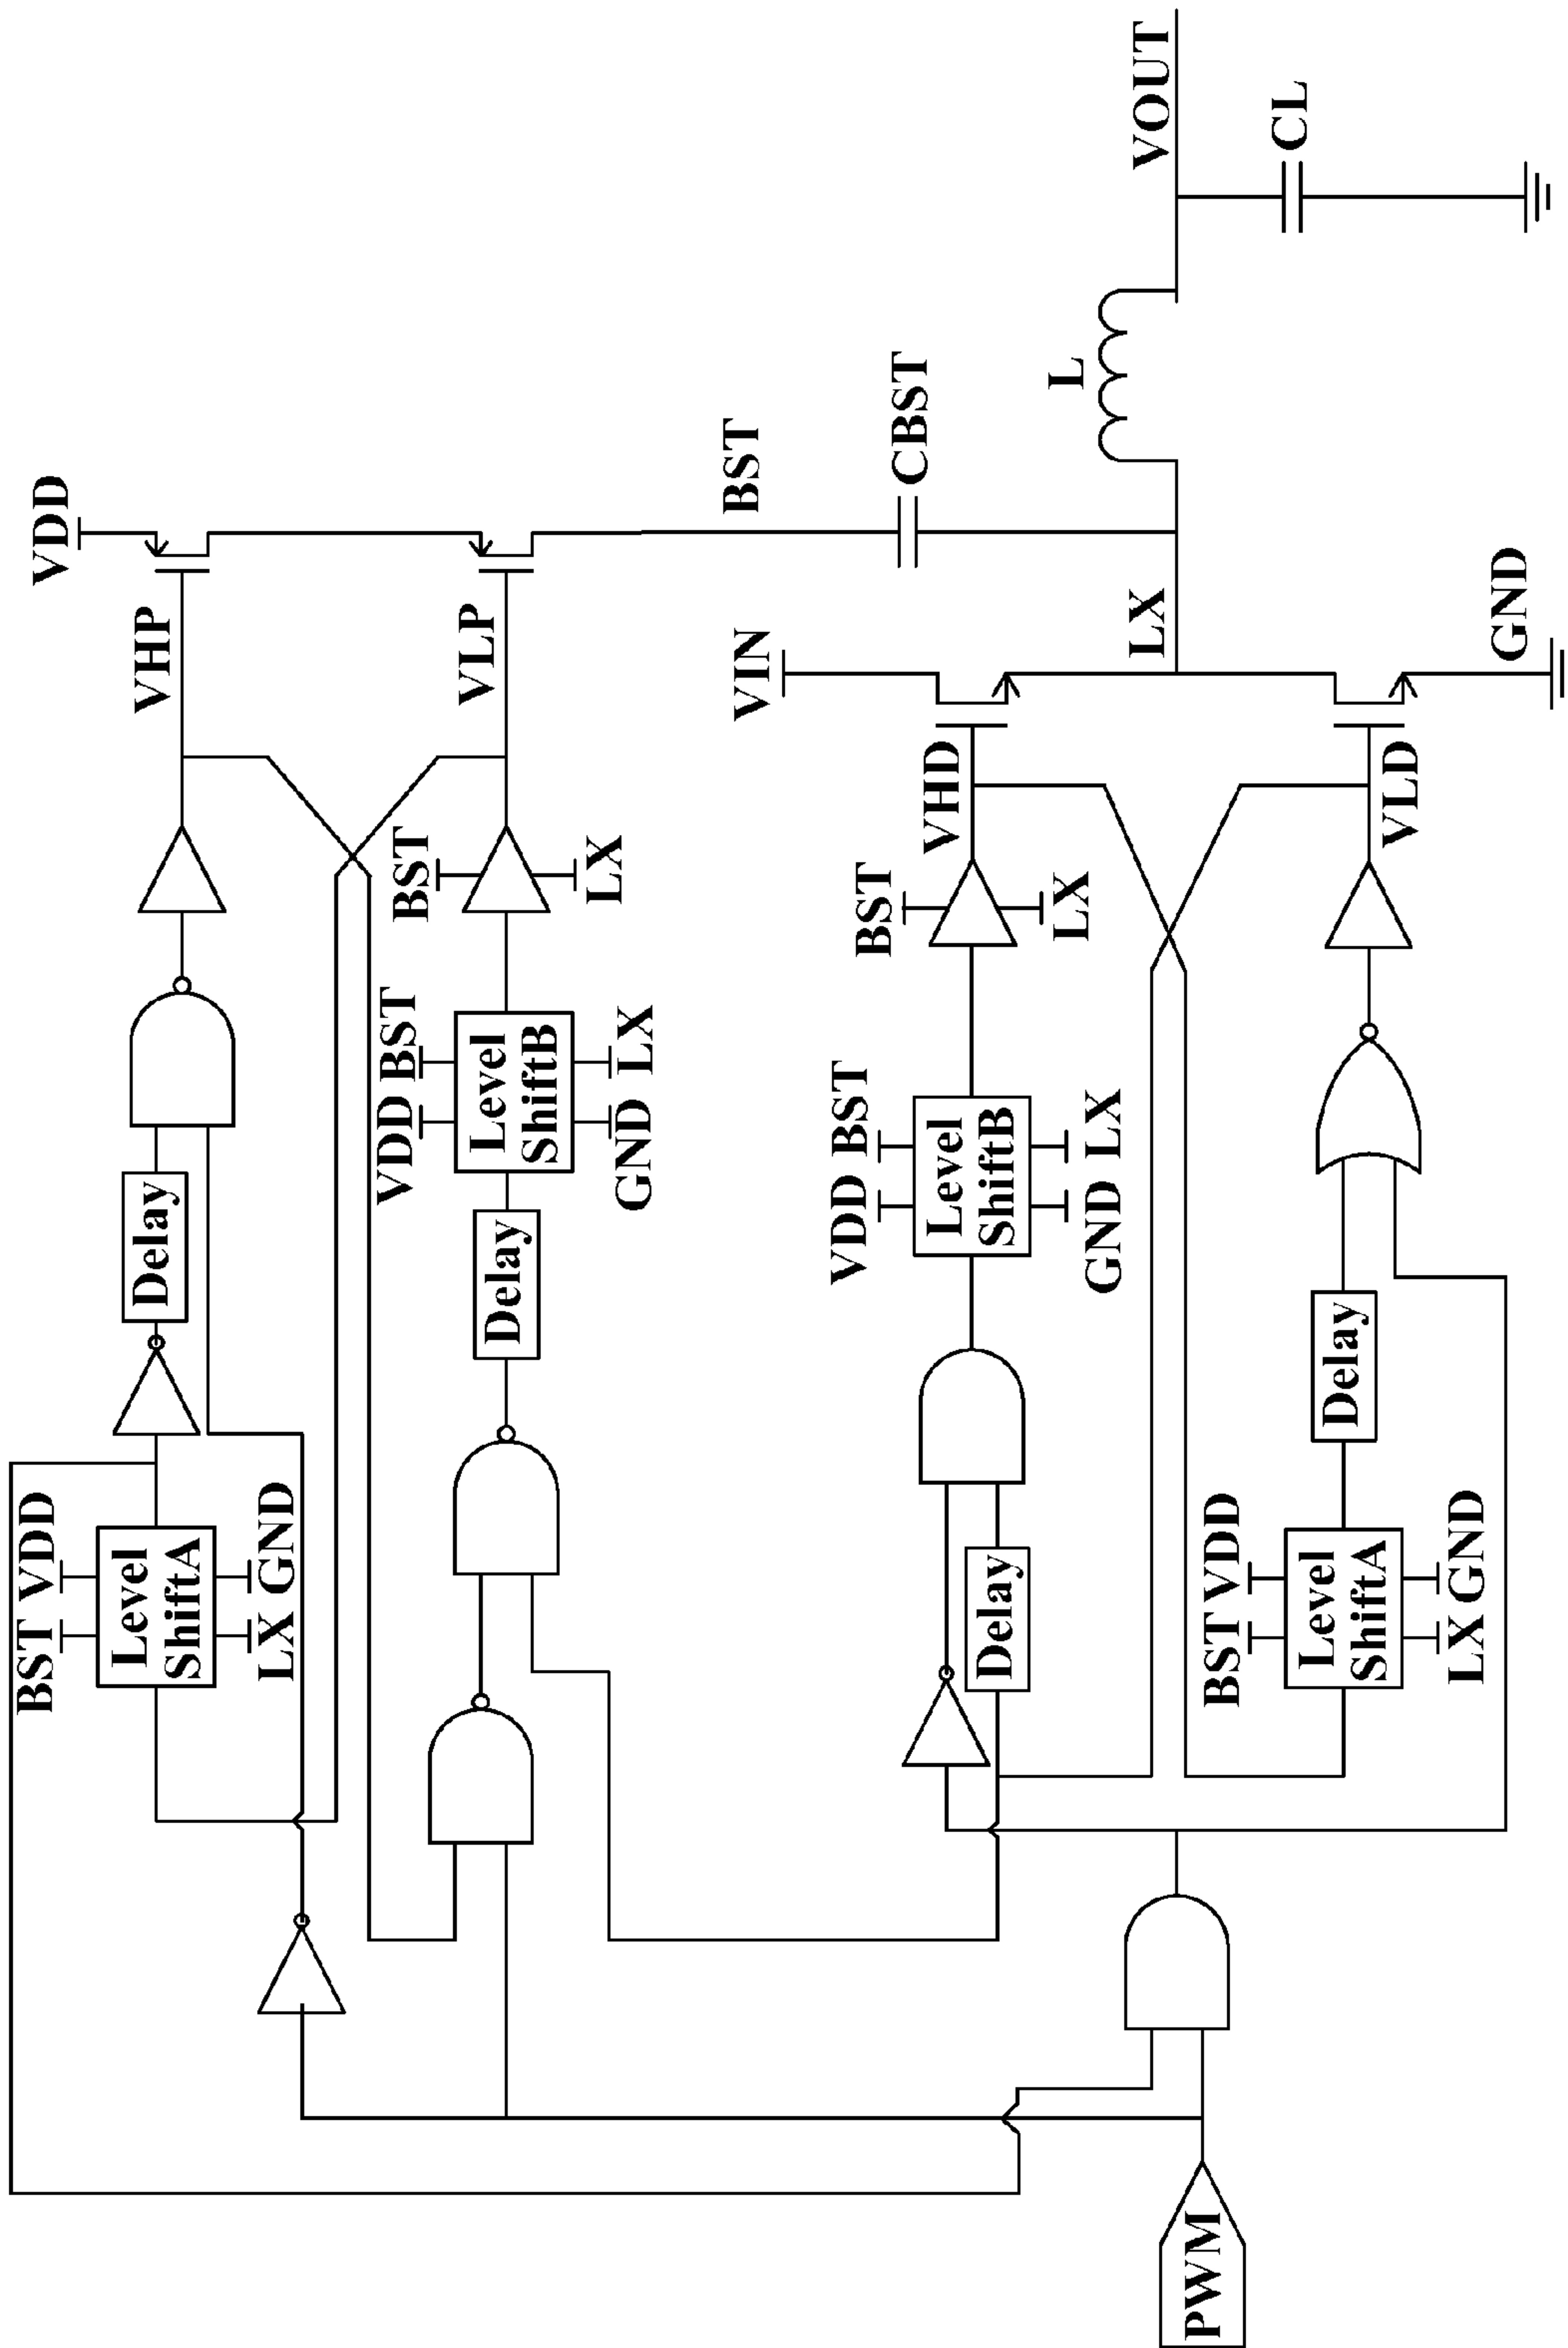 VDD
VHP
Delay
BST VDD
Level
ShiftA
LX GND
VLP
BST
LX
VDD BST
Level
ShiftB
GND LX
Delay
BST
CBST
L
VOUT
CL
VIN
LX
GND
VHD
BST
LX
VDD BST
Level
ShiftB
GND LX
Delay
VLD
Delay
BST VDD
Level
ShiftA
LX GND
PWM